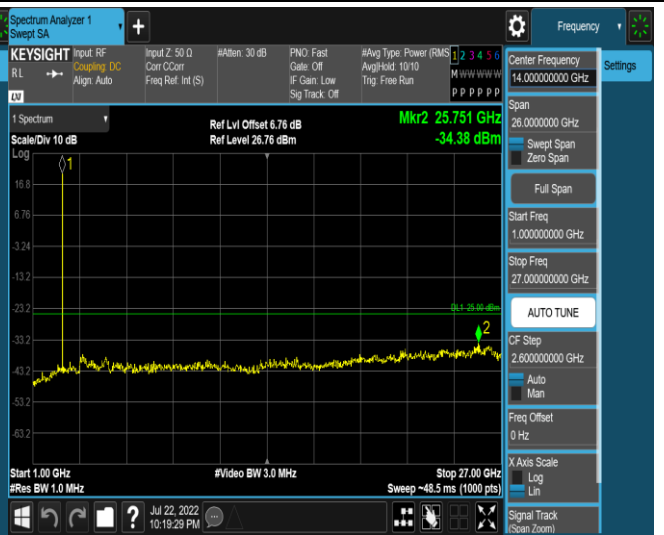 Spectrum Analyzer 1
Swept SA
Frequency
KEYSIGHT
RL
LXI
Input: RF
Coupling: DC
Align: Auto
Input Z: 50 Ω
Corr CCorr
Freq Ref: Int (S)
#Atten: 30 dB
PNO: Fast
Gate: Off
IF Gain: Low
Sig Track: Off
#Avg Type: Power (RMS
Avg|Hold: 10/10
Trig: Free Run
1 2 3 4 5 6
M W W W W W
P P P P P P
Center Frequency
14.000000000 GHz
Settings
Span
26.0000000 GHz
Swept Span
Zero Span
Full Span
Start Freq
1.000000000 GHz
Stop Freq
27.000000000 GHz
AUTO TUNE
CF Step
2.600000000 GHz
Auto
Man
Freq Offset
0 Hz
X Axis Scale
Log
Lin
Signal Track
(Span Zoom)
1 Spectrum
Scale/Div 10 dB
Log
Ref Lvl Offset 6.76 dB
Ref Level 26.76 dBm
Mkr2 25.751 GHz
-34.38 dBm
1
16.8
6.76
-3.24
-13.2
-23.2
DL1 -25.00 dBm
2
-33.2
-43.2
-53.2
-63.2
Start 1.00 GHz
#Res BW 1.0 MHz
#Video BW 3.0 MHz
Stop 27.00 GHz
Sweep ~48.5 ms (1000 pts)
?
Jul 22, 2022
10:19:29 PM